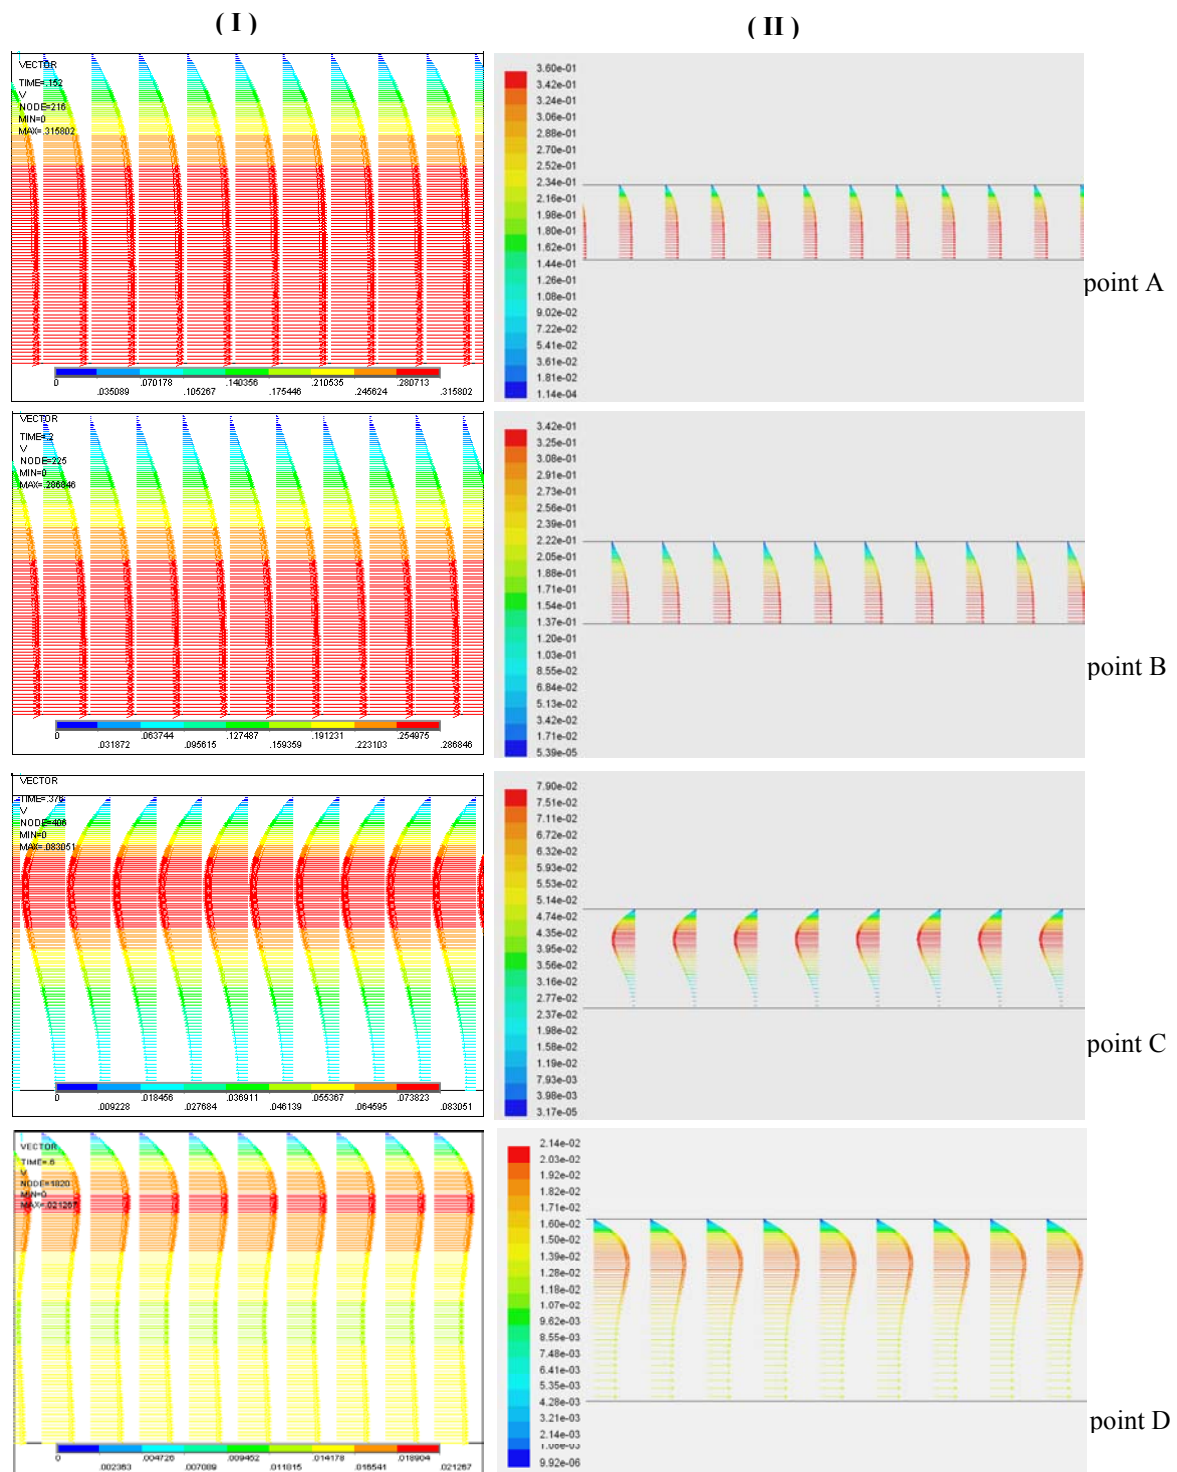 ( I )
( II )
VECTOR
TIME=.152
V
NODE=216
MIN=0
MAX=.315802
0
.035089
.070178
.105267
.140356
.175446
.210535
.245624
.280713
.315802
3.60e-01
3.42e-01
3.24e-01
3.06e-01
2.88e-01
2.70e-01
2.52e-01
2.34e-01
2.16e-01
1.98e-01
1.80e-01
1.62e-01
1.44e-01
1.26e-01
1.08e-01
9.02e-02
7.22e-02
5.41e-02
3.61e-02
1.81e-02
1.14e-04
point A
VECTOR
TIME=.2
V
NODE=225
MIN=0
MAX=.286846
0
.031872
.063744
.095615
.127487
.159359
.191231
.223103
.254975
.286846
3.42e-01
3.25e-01
3.08e-01
2.91e-01
2.73e-01
2.56e-01
2.39e-01
2.22e-01
2.05e-01
1.88e-01
1.71e-01
1.54e-01
1.37e-01
1.20e-01
1.03e-01
8.55e-02
6.84e-02
5.13e-02
3.42e-02
1.71e-02
5.39e-05
point B
VECTOR
TIME=.376
V
NODE=406
MIN=0
MAX=.083051
0
.009228
.018456
.027684
.036911
.046139
.055367
.064595
.073823
.083051
7.90e-02
7.51e-02
7.11e-02
6.72e-02
6.32e-02
5.93e-02
5.53e-02
5.14e-02
4.74e-02
4.35e-02
3.95e-02
3.56e-02
3.16e-02
2.77e-02
2.37e-02
1.98e-02
1.58e-02
1.19e-02
7.93e-03
3.98e-03
3.17e-05
point C
VECTOR
TIME=.6
V
NODE=1820
MIN=0
MAX=.021267
0
.002363
.004726
.007089
.009452
.011815
.014178
.016541
.018904
.021267
2.14e-02
2.03e-02
1.92e-02
1.82e-02
1.71e-02
1.60e-02
1.50e-02
1.39e-02
1.28e-02
1.18e-02
1.07e-02
9.62e-03
8.55e-03
7.48e-03
6.41e-03
5.35e-03
4.28e-03
3.21e-03
2.14e-03
1.08e-03
9.92e-06
point D